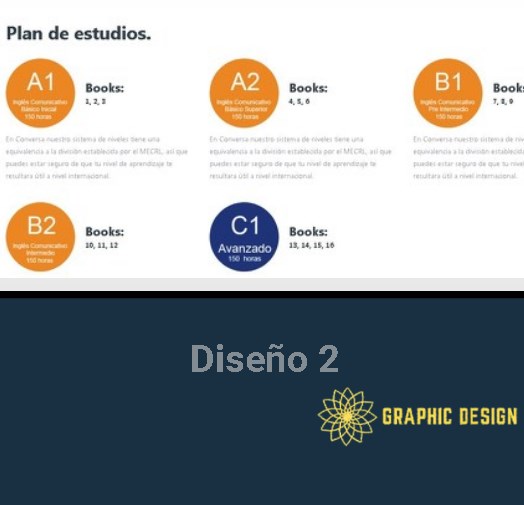 Plan de estudios.
A1
Inglés Comunicativo
Básico Inicial
150 horas
Books:
1, 2, 3
En Conversa nuestro sistema de niveles tiene una
equivalencia a la división establecida por el MECRL, así que
puedes estar seguro de que tu nivel de aprendizaje te
resultara útil a nivel internacional.
A2
Inglés Comunicativo
Básico Superior
150 horas
Books:
4, 5, 6
En Conversa nuestro sistema de niveles tiene una
equivalencia a la división establecida por el MECRL, así que
puedes estar seguro de que tu nivel de aprendizaje te
resultara útil a nivel internacional.
B1
Inglés Comunicativo
Pre Intermedio
150 horas
Books
7, 8, 9
En Conversa nuestro sistema de
equivalencia a la división establecida
puedes estar seguro de que tu nivel
resultara útil a nivel internacional.
B2
Inglés Comunicativo
Intermedio
150 horas
Books:
10, 11, 12
C1
Avanzado
150 horas
Books:
13, 14, 15, 16
Diseño 2
GRAPHIC DESIGN